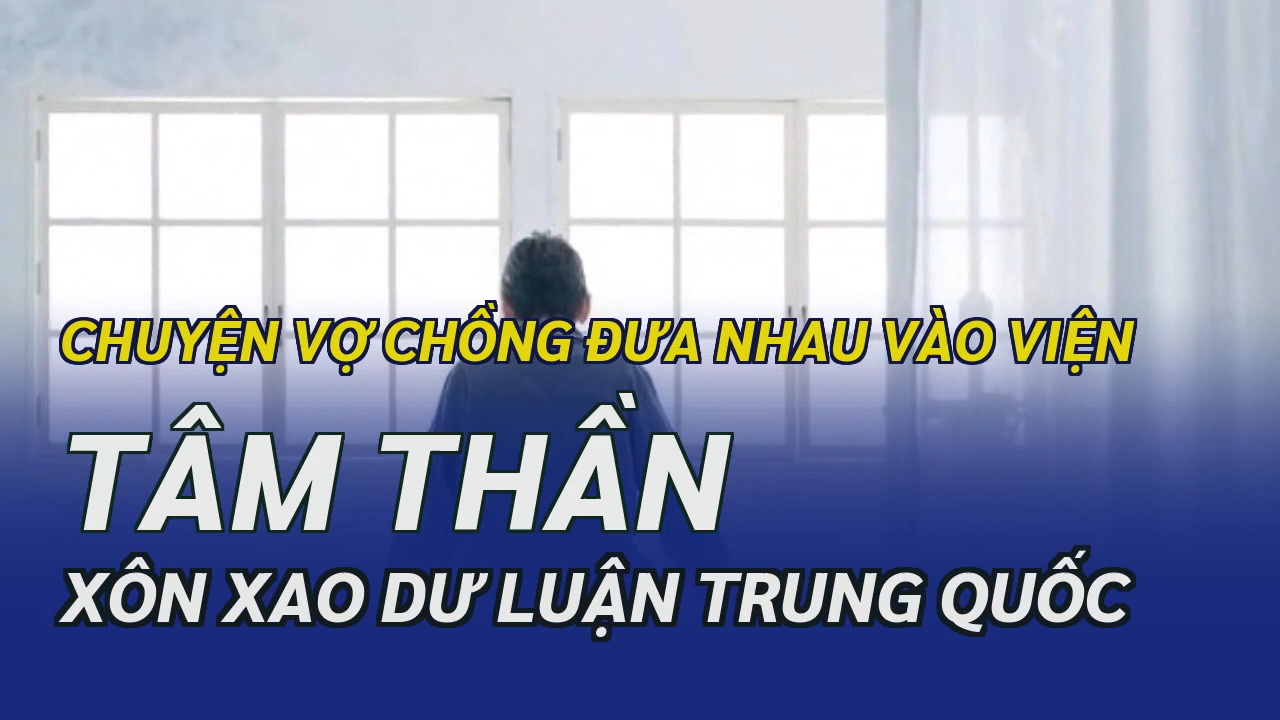 CHUYỆN VỢ CHỒNG ĐƯA NHAU VÀO VIỆN
TÂM THẦN
XÔN XAO DƯ LUẬN TRUNG QUỐC